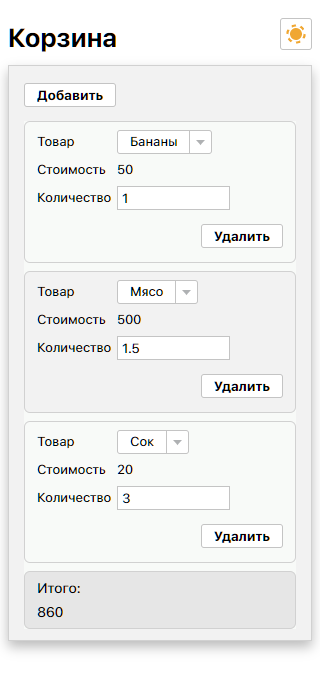 Корзина
Добавить
Товар Бананы
Стоимость 50
Количество 1
Удалить
Товар Мясо
Стоимость 500
Количество 1.5
Удалить
Товар Сок
Стоимость 20
Количество 3
Удалить
Итого:
860